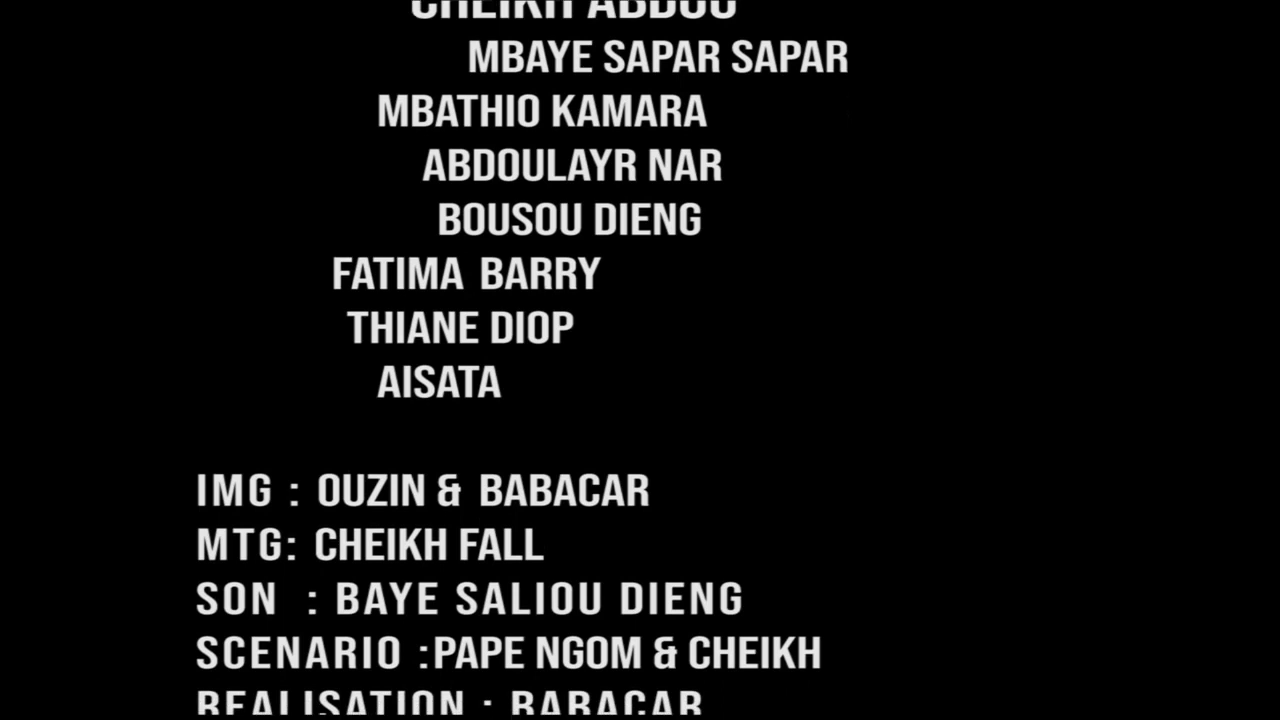 CHEIKH ABDOU
MBAYE SAPAR SAPAR
MBATHIO KAMARA
ABDOULAYR NAR
BOUSOU DIENG
FATIMA BARRY
THIANE DIOP
AISATA
IMG : OUZIN & BABACAR
MTG: CHEIKH FALL
SON : BAYE SALIOU DIENG
SCENARIO :PAPE NGOM & CHEIKH
REALISATION : BABACAR